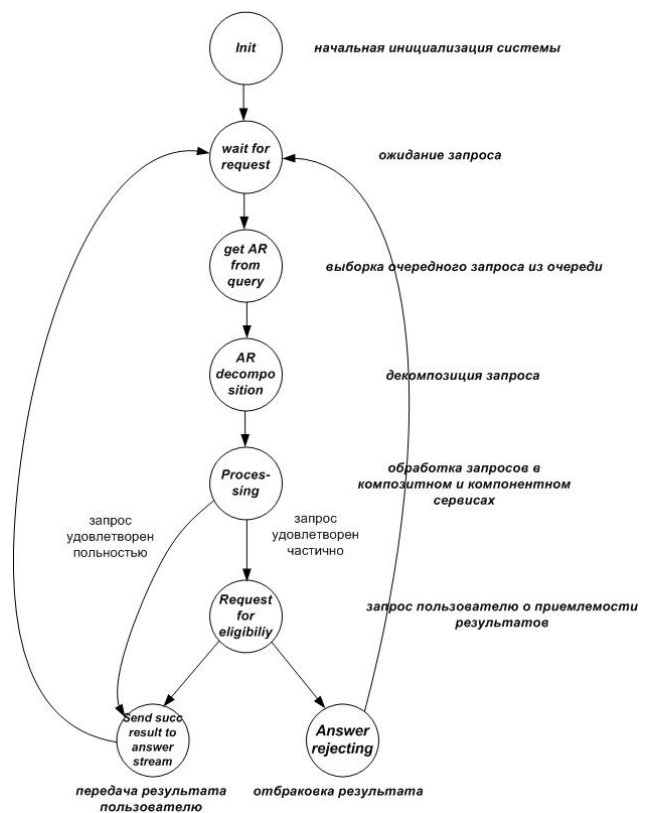 Init
начальная инициализация системы
wait for
request
ожидание запроса
get AR
from
query
выборка очередного запроса из очереди
AR
decompo
sition
декомпозиция запроса
Proces-
sing
обработка запросов в
композитном и компонентном
сервисах
запрос
удовлетворен
польностью
запрос
удовлетворен
частично
Request
for
eligibiliy
запрос пользователю о приемлемости
результатов
Send succ
result to
answer
stream
Answer
rejecting
передача результата
пользователю
отбраковка результата